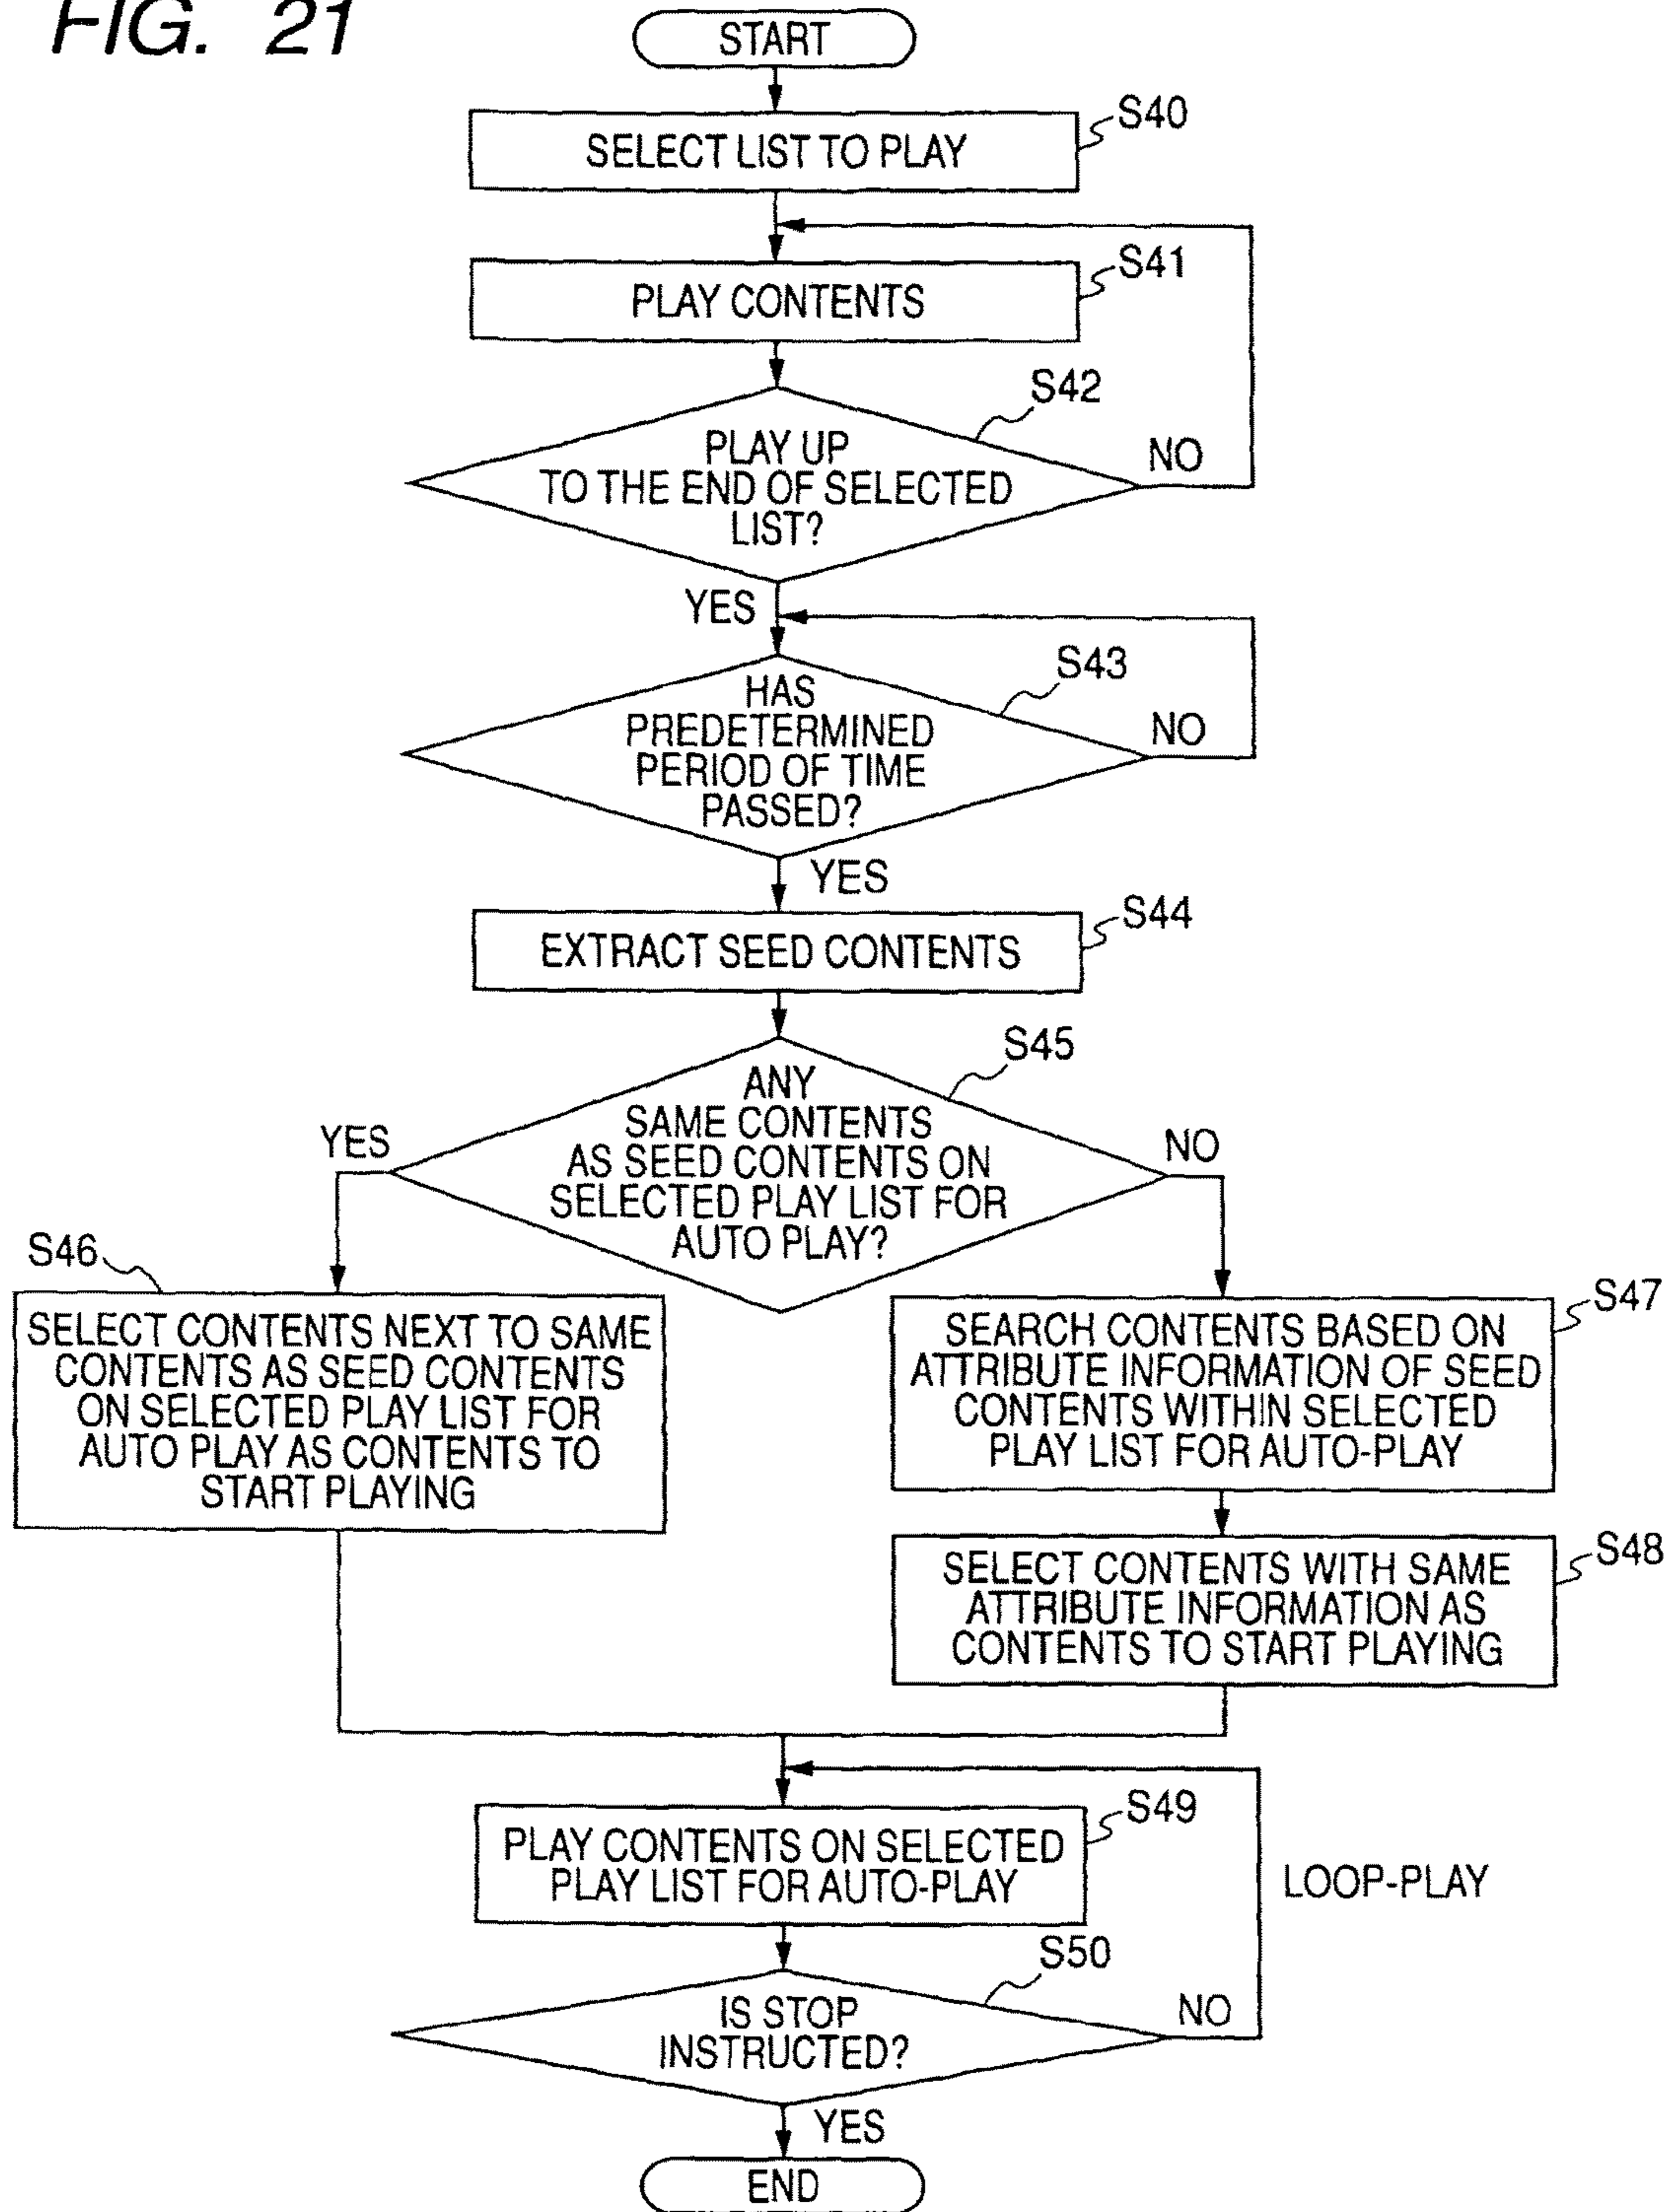 FIG. 21
START
S40
SELECT LIST TO PLAY
S41
PLAY CONTENTS
S42
PLAY UP
TO THE END OF SELECTED
LIST?
NO
YES
S43
HAS
PREDETERMINED
PERIOD OF TIME
PASSED?
NO
YES
S44
EXTRACT SEED CONTENTS
S45
ANY
SAME CONTENTS
AS SEED CONTENTS ON
SELECTED PLAY LIST FOR
AUTO PLAY?
YES
NO
S46
SELECT CONTENTS NEXT TO SAME
CONTENTS AS SEED CONTENTS
ON SELECTED PLAY LIST FOR
AUTO PLAY AS CONTENTS TO
START PLAYING
S47
SEARCH CONTENTS BASED ON
ATTRIBUTE INFORMATION OF SEED
CONTENTS WITHIN SELECTED
PLAY LIST FOR AUTO-PLAY
S48
SELECT CONTENTS WITH SAME
ATTRIBUTE INFORMATION AS
CONTENTS TO START PLAYING
S49
PLAY CONTENTS ON SELECTED
PLAY LIST FOR AUTO-PLAY
LOOP-PLAY
S50
IS STOP
INSTRUCTED?
NO
YES
END